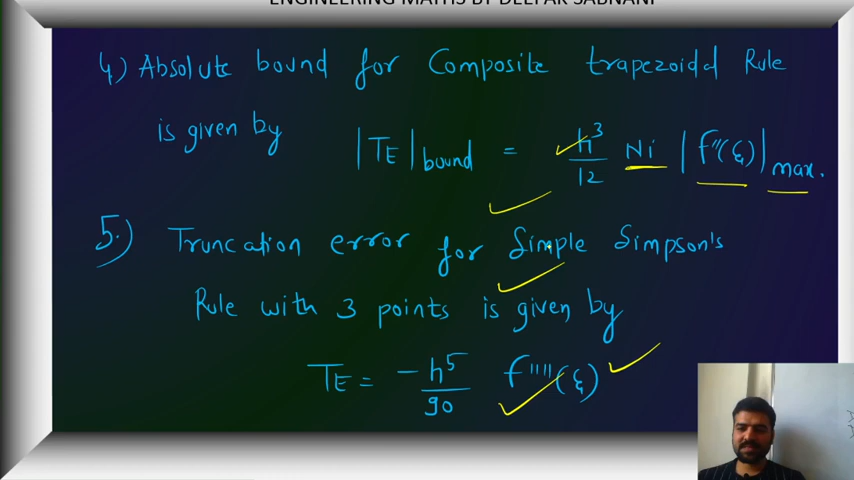 ENGINEERING MATHS BY DEEPAK SABNANI
4) Absolute bound for Composite trapezoidal Rule
is given by |TE|bound = h³/12 Ni |f''(ξ)|max.
5.) Truncation error for Simple Simpson's
Rule with 3 points is given by
TE = -h⁵/90 f''''(ξ)